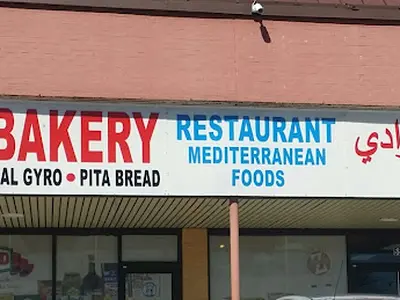 BAKERY
AL GYRO • PITA BREAD
RESTAURANT
MEDITERRANEAN
FOODS
ادي